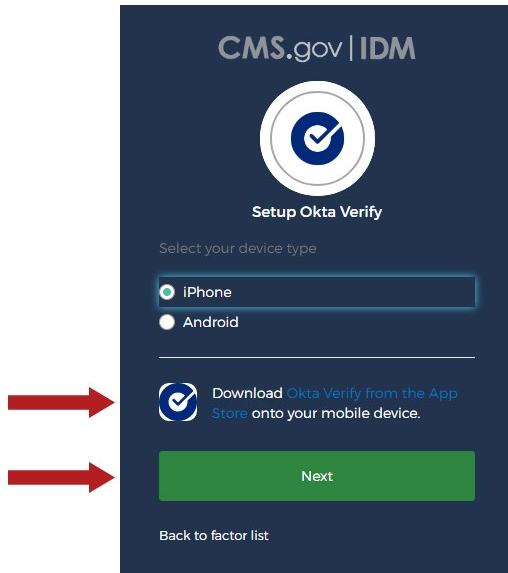 CMS.gov|IDM
Setup Okta Verify
Select your device type
iPhone
Android
Download Okta Verify from the App
Store onto your mobile device.
Next
Back to factor list